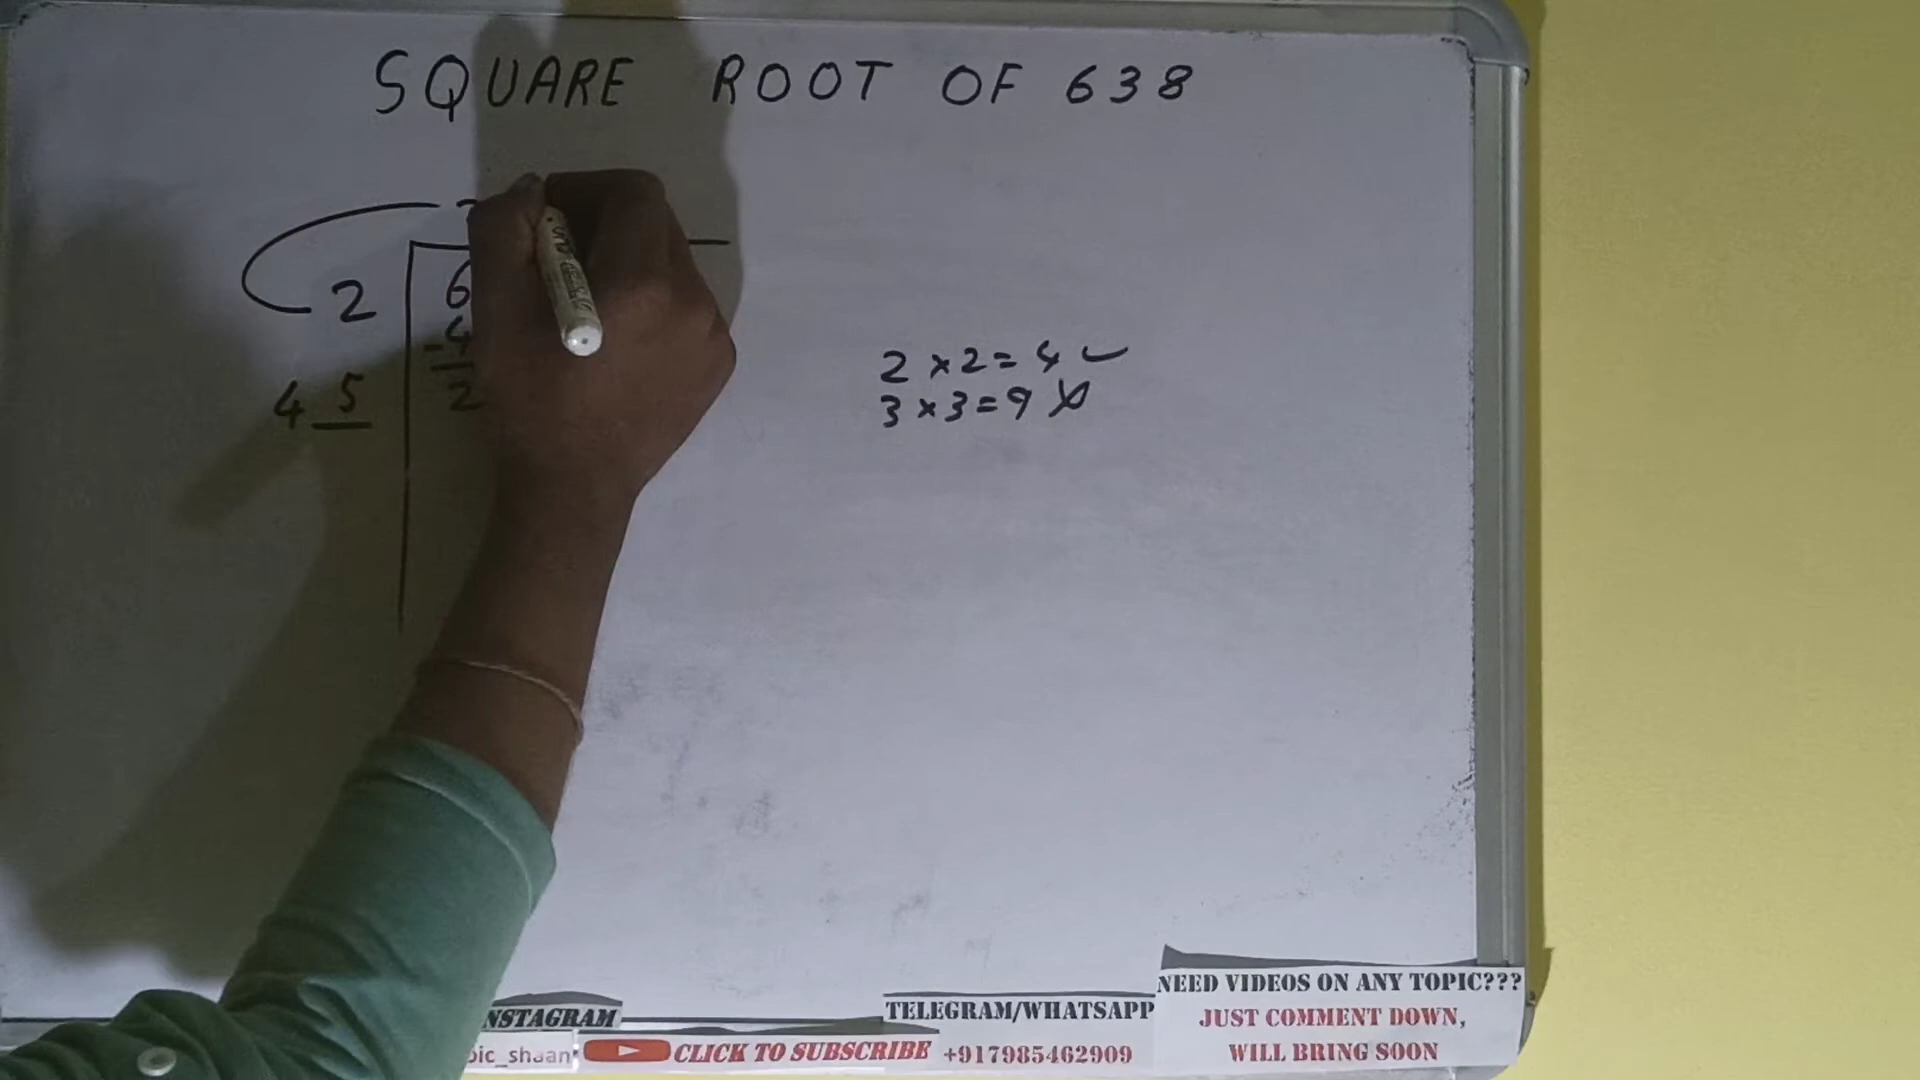 SQUARE ROOT OF 638
2 6
-4
4 5 2
2 × 2 = 4 ✓
3 × 3 = 9 ×
NSTAGRAM
pic_shaan
CLICK TO SUBSCRIBE
TELEGRAM/WHATSAPP
+917985462909
NEED VIDEOS ON ANY TOPIC???
JUST COMMENT DOWN,
WILL BRING SOON